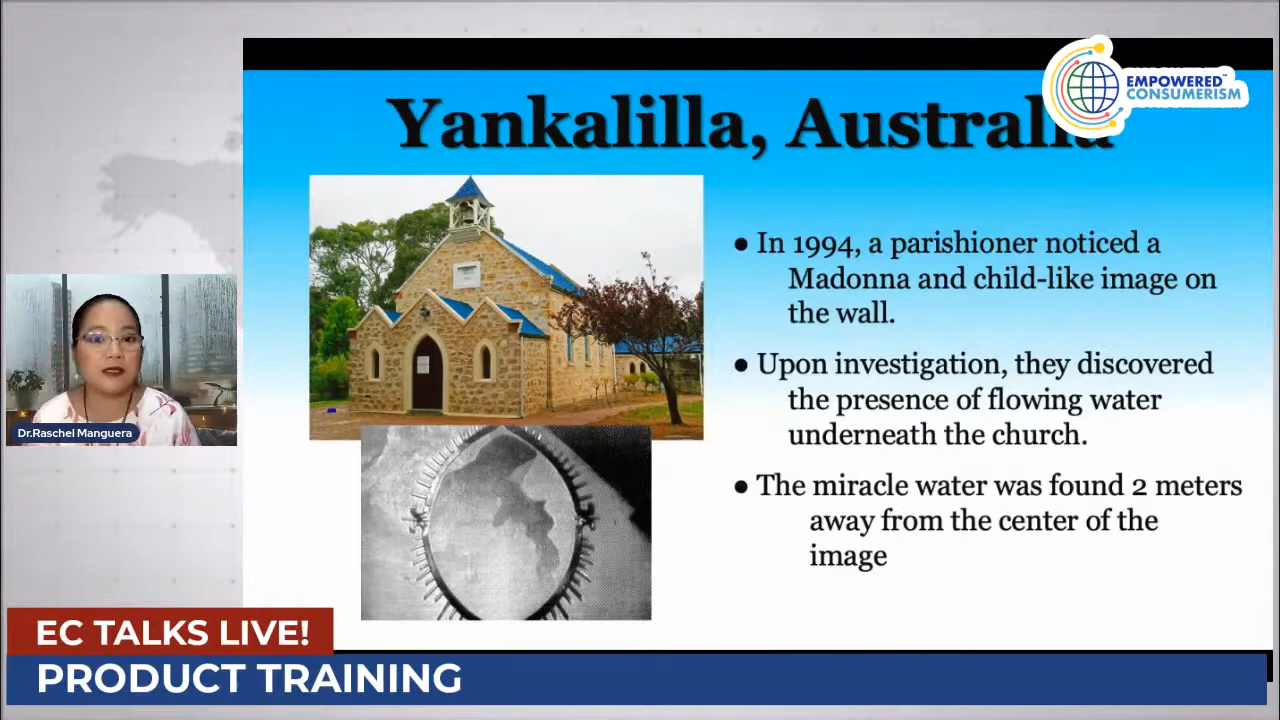 EMPOWERED
CONSUMERISM
Yankalilla, Australia
● In 1994, a parishioner noticed a
Madonna and child-like image on
the wall.
● Upon investigation, they discovered
the presence of flowing water
underneath the church.
● The miracle water was found 2 meters
away from the center of the
image
Dr.Raschel Manguera
EC TALKS LIVE!
PRODUCT TRAINING